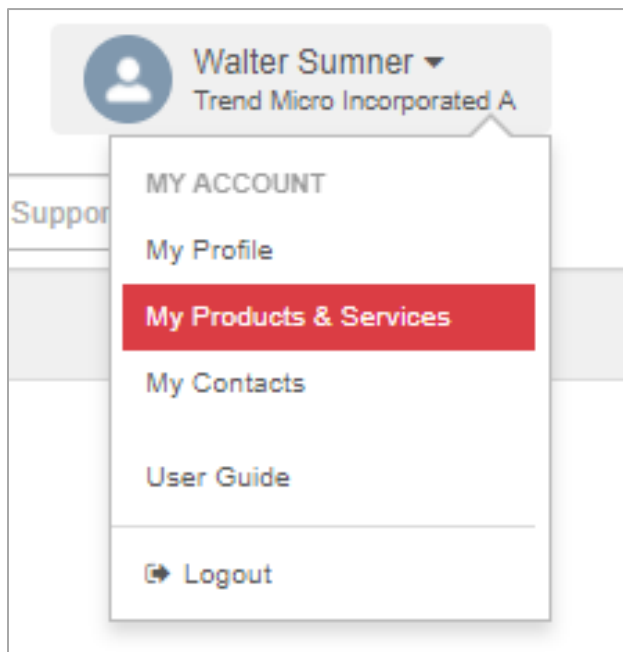 Walter Sumner
Trend Micro Incorporated A
MY ACCOUNT
My Profile
My Products & Services
My Contacts
User Guide
Logout